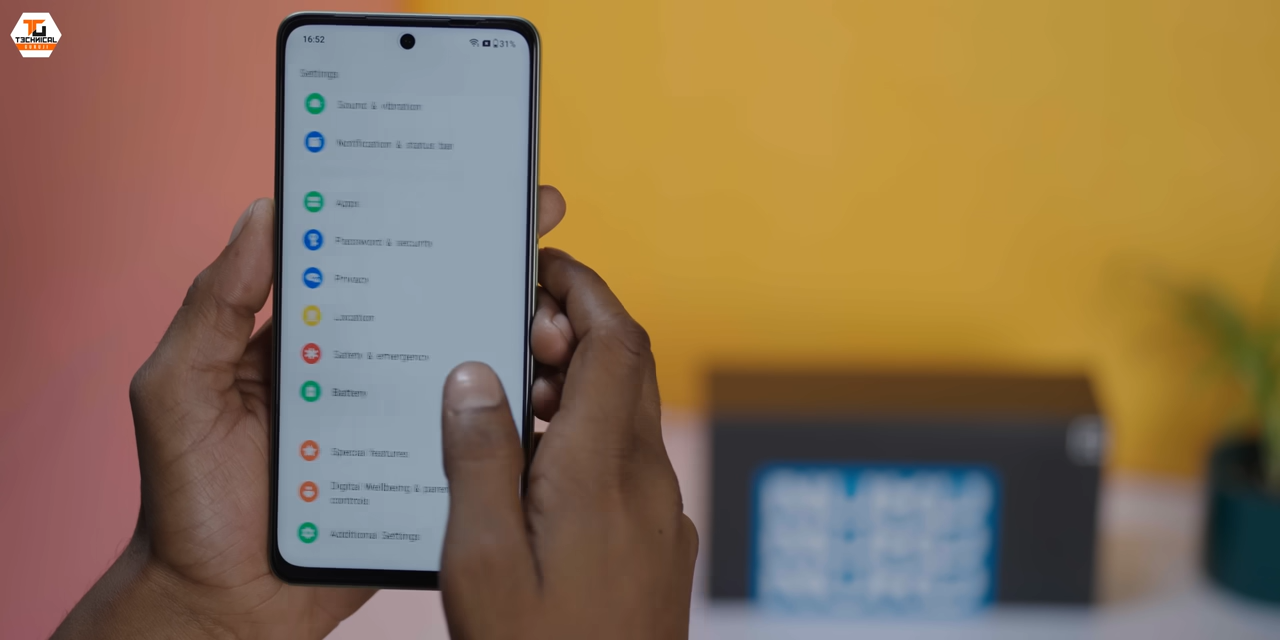 TECHNICAL
GURUJI
16:52
31%
Settings
Sound & vibration
Notification & status bar
Apps
Password & security
Privacy
Location
Safety & emergency
Battery
Special features
Digital Wellbeing &
controls
Additional Settings